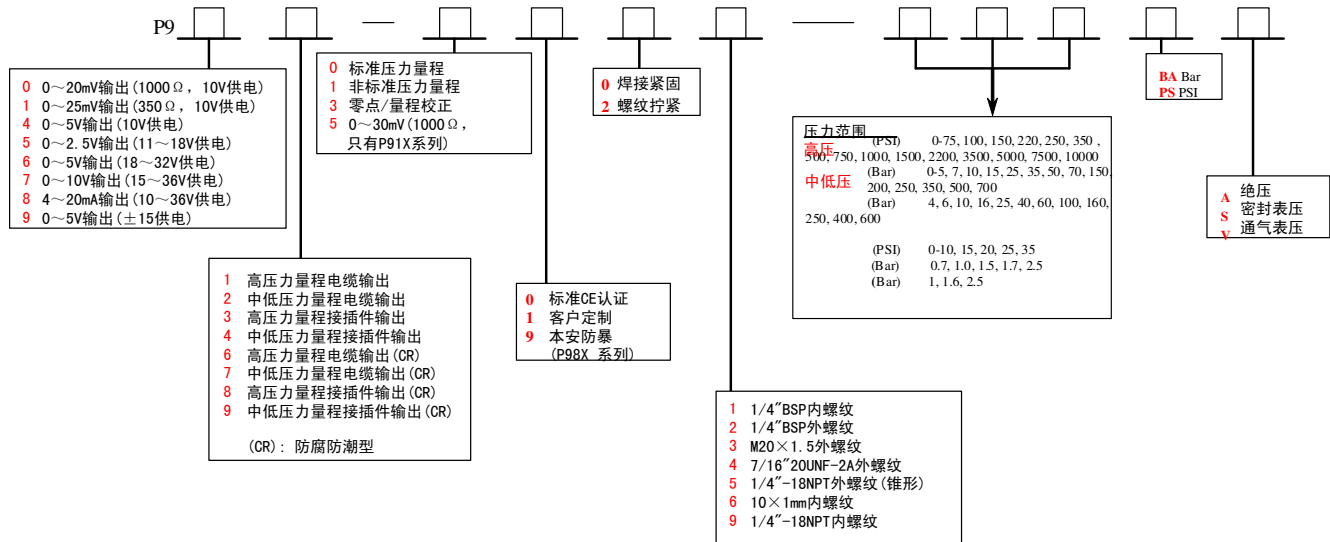 P9
0 0～20mV输出(1000Ω, 10V供电)
1 0～25mV输出(350Ω, 10V供电)
4 0～5V输出(10V供电)
5 0～2.5V输出(11～18V供电)
6 0～5V输出(18～32V供电)
7 0～10V输出(15～36V供电)
8 4～20mA输出(10～36V供电)
9 0～5V输出(±15供电)
1 高压力量程电缆输出
2 中低压力量程电缆输出
3 高压力量程接插件输出
4 中低压力量程接插件输出
6 高压力量程电缆输出(CR)
7 中低压力量程电缆输出(CR)
8 高压力量程接插件输出(CR)
9 中低压力量程接插件输出(CR)
(CR): 防腐防潮型
0 标准压力量程
1 非标准压力量程
3 零点/量程校正
5 0～30mV(1000Ω,
只有P91X系列)
0 标准CE认证
1 客户定制
9 本安防暴
(P98X 系列)
0 焊接紧固
2 螺纹拧紧
1 1/4"BSP内螺纹
2 1/4"BSP外螺纹
3 M20×1.5外螺纹
4 7/16"20UNF-2A外螺纹
5 1/4"-18NPT外螺纹(锥形)
6 10×1mm内螺纹
9 1/4"-18NPT内螺纹
压力范围
高压 (PSI) 0-75, 100, 150, 220, 250, 350 ,
500, 750, 1000, 1500, 2200, 3500, 5000, 7500, 10000
中低压 (Bar) 0-5, 7, 10, 15, 25, 35, 50, 70, 150,
200, 250, 350, 500, 700
(Bar) 4, 6, 10, 16, 25, 40, 60, 100, 160,
250, 400, 600
(PSI) 0-10, 15, 20, 25, 35
(Bar) 0.7, 1.0, 1.5, 1.7, 2.5
(Bar) 1, 1.6, 2.5
BA Bar
PS PSI
A 绝压
S 密封表压
V 通气表压